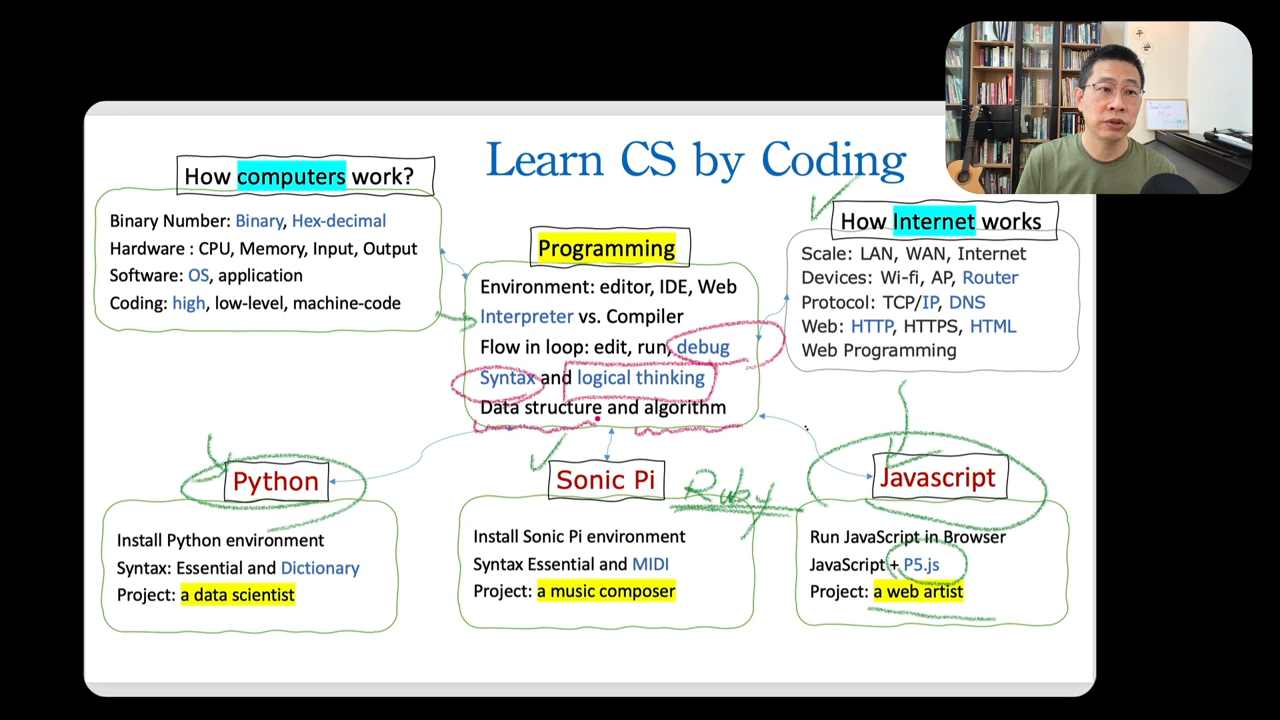 Learn CS by Coding
How computers work?
Binary Number: Binary, Hex-decimal
Hardware : CPU, Memory, Input, Output
Software: OS, application
Coding: high, low-level, machine-code
Programming
Environment: editor, IDE, Web
Interpreter vs. Compiler
Flow in loop: edit, run, debug
Syntax and logical thinking
Data structure and algorithm
How Internet works
Scale: LAN, WAN, Internet
Devices: Wi-fi, AP, Router
Protocol: TCP/IP, DNS
Web: HTTP, HTTPS, HTML
Web Programming
Python
Install Python environment
Syntax: Essential and Dictionary
Project: a data scientist
Sonic Pi
Ruby
Install Sonic Pi environment
Syntax Essential and MIDI
Project: a music composer
Javascript
Run JavaScript in Browser
JavaScript + P5.js
Project: a web artist
平
安